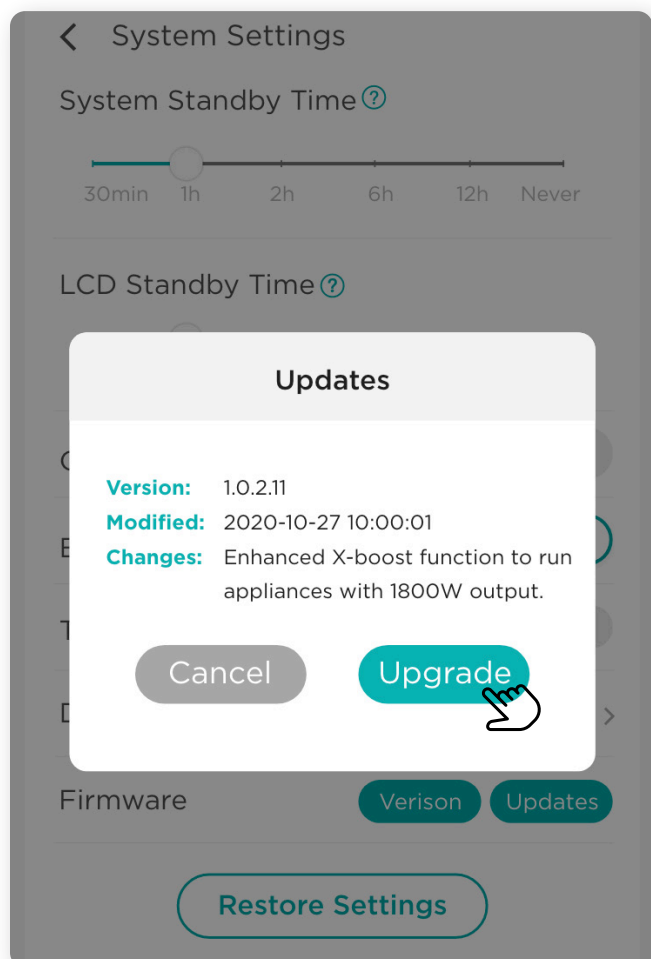 System Settings
System Standby Time ?
30min 1h 2h 6h 12h Never
LCD Standby Time ?
Updates
Version: 1.0.2.11
Modified: 2020-10-27 10:00:01
Changes: Enhanced X-boost function to run
appliances with 1800W output.
Cancel Upgrade
Firmware Verison Updates
Restore Settings